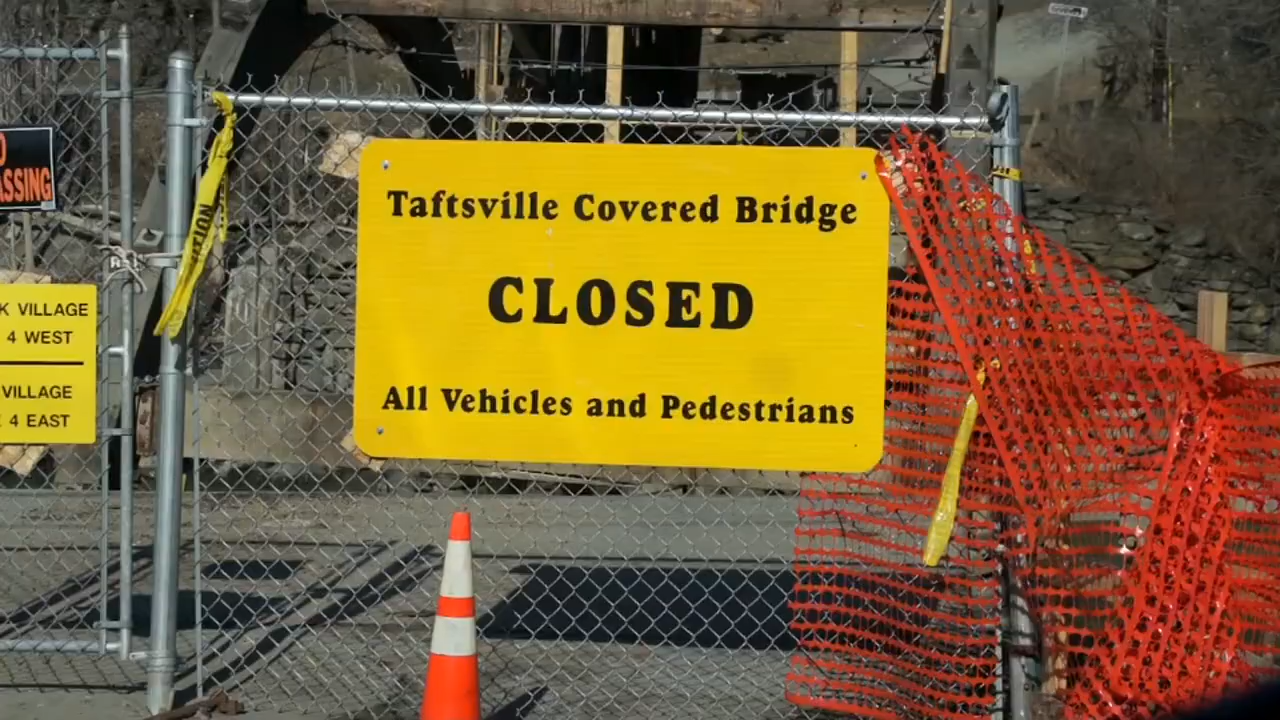 ASSING
K VILLAGE
4 WEST
VILLAGE
4 EAST
Taftsville Covered Bridge
CLOSED
All Vehicles and Pedestrians